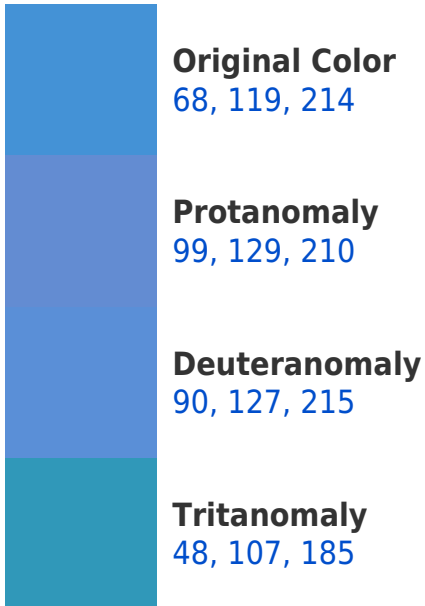 Original Color
68, 119, 214
Protanomaly
99, 129, 210
Deuteranomaly
90, 127, 215
Tritanomaly
48, 107, 185